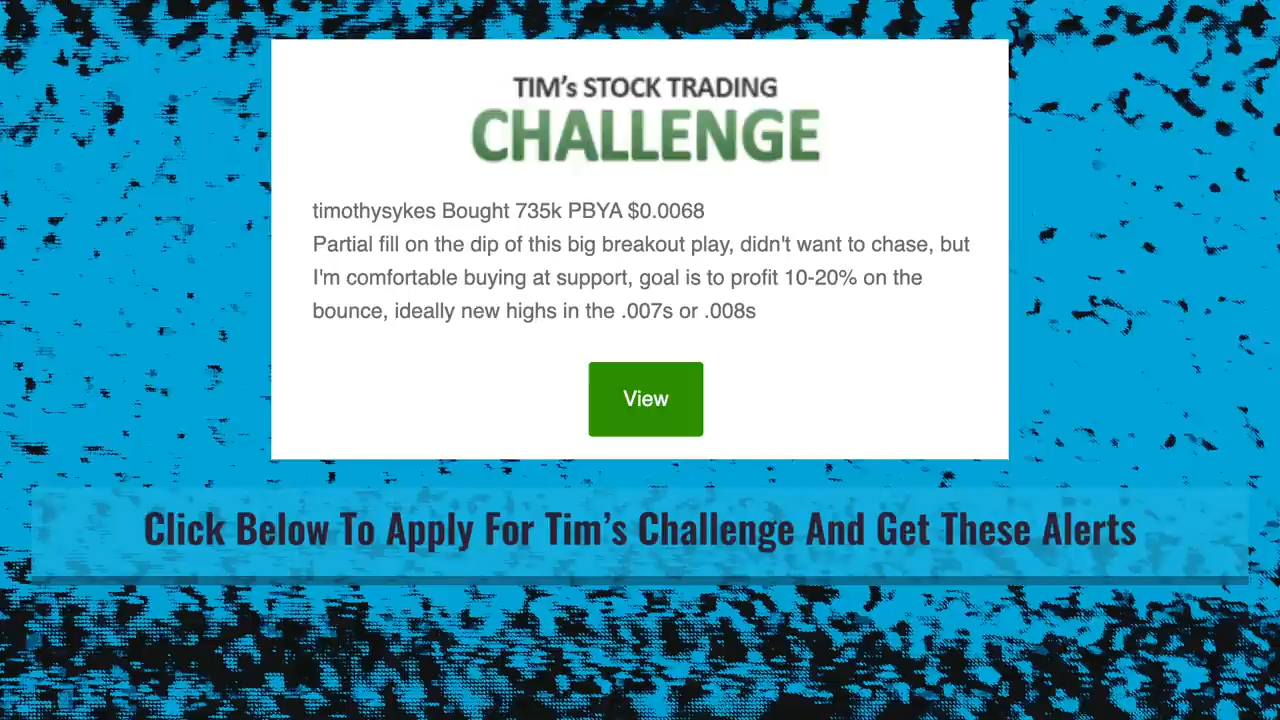 TIM's STOCK TRADING
CHALLENGE
timothysykes Bought 735k PBYA $0.0068
Partial fill on the dip of this big breakout play, didn't want to chase, but
I'm comfortable buying at support, goal is to profit 10-20% on the
bounce, ideally new highs in the .007s or .008s
View
Click Below To Apply For Tim's Challenge And Get These Alerts